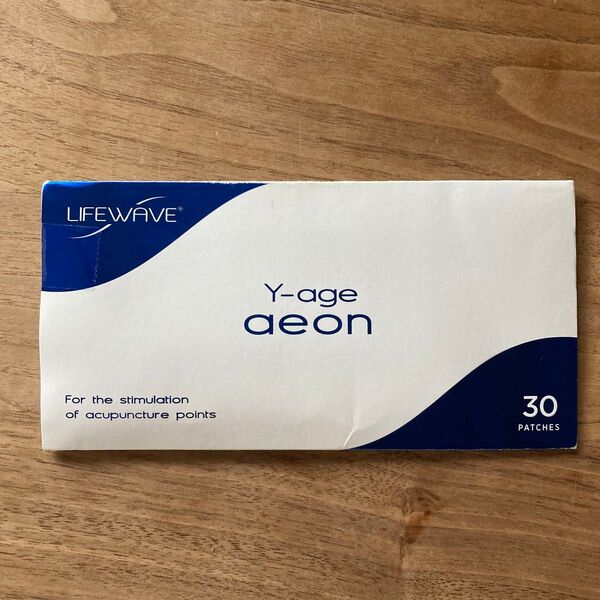 LIFEWAVE®
Y-age
aeon
For the stimulation
of acupuncture points
30
PATCHES